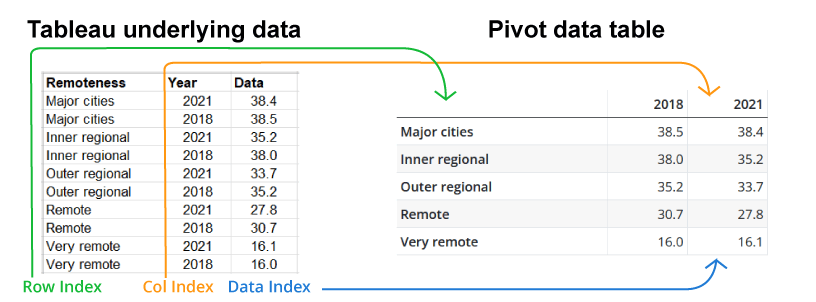 Tableau underlying data
Pivot data table
Remoteness Year Data
Major cities 2021 38.4
Major cities 2018 38.5
Inner regional 2021 35.2
Inner regional 2018 38.0
Outer regional 2021 33.7
Outer regional 2018 35.2
Remote 2021 27.8
Remote 2018 30.7
Very remote 2021 16.1
Very remote 2018 16.0
Row Index Col Index Data Index
2018 2021
Major cities 38.5 38.4
Inner regional 38.0 35.2
Outer regional 35.2 33.7
Remote 30.7 27.8
Very remote 16.0 16.1